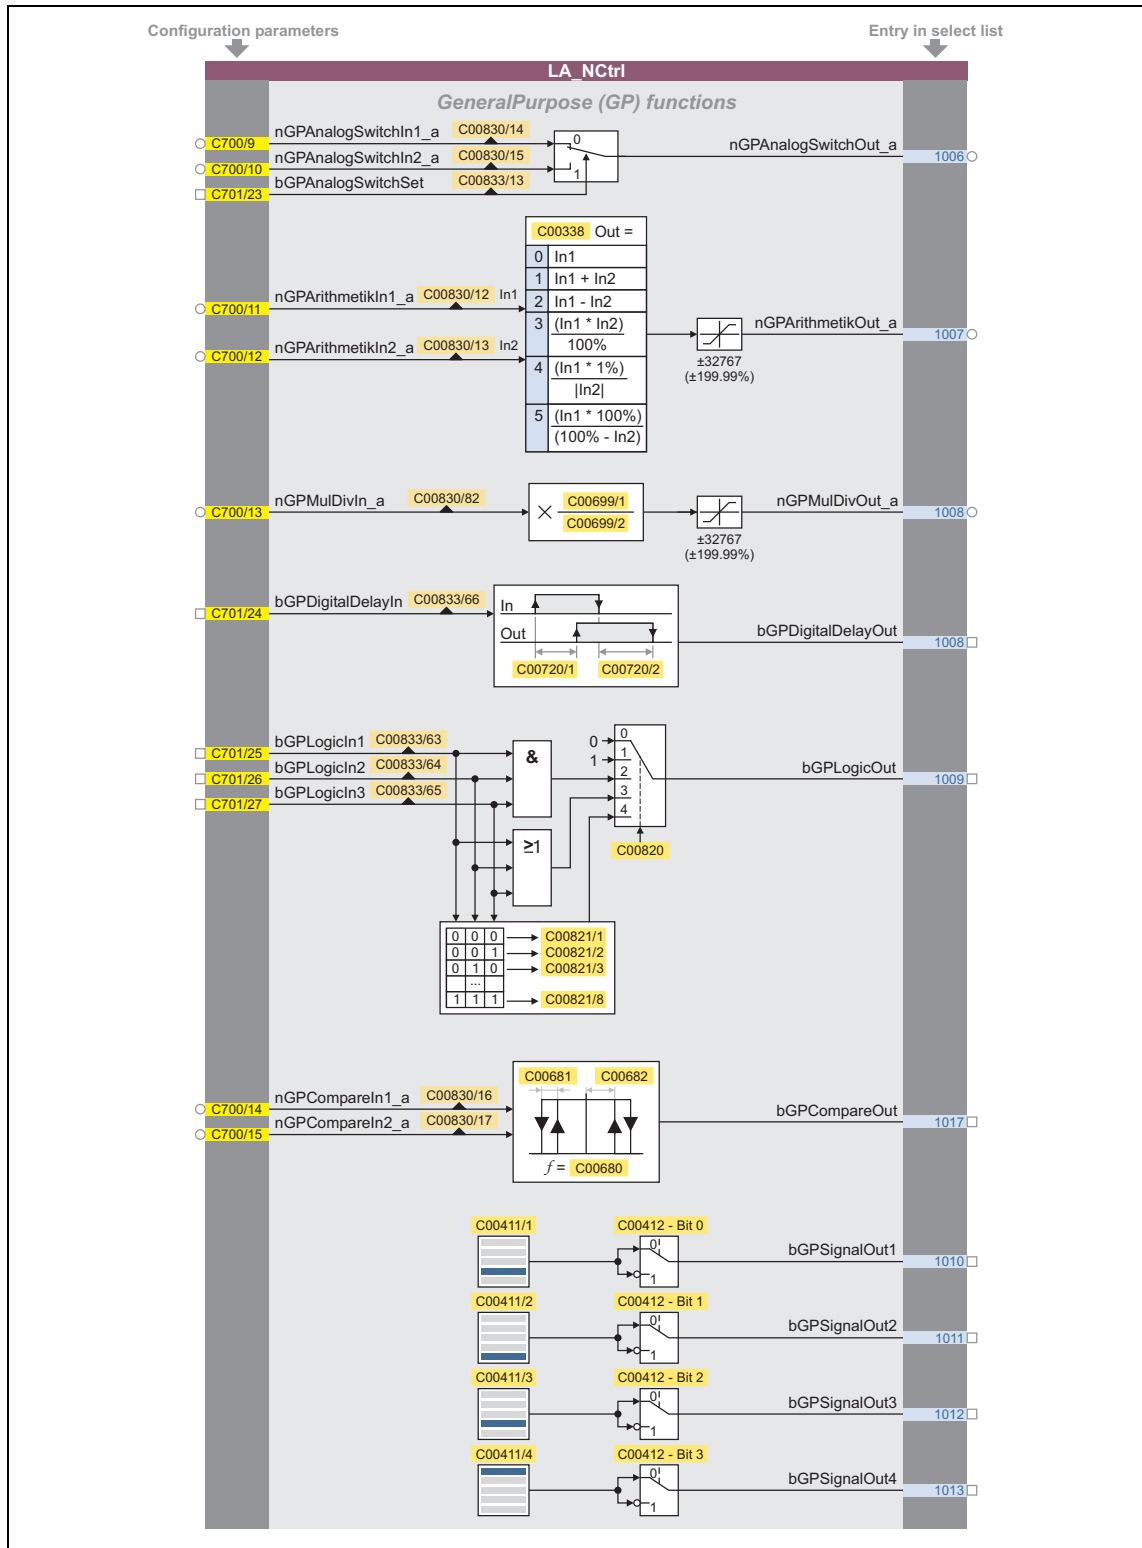 Configuration parameters
Entry in select list
LA_NCtrl
GeneralPurpose (GP) functions
C700/9
nGPAnalogSwitchIn1_a
C00830/14
C700/10
nGPAnalogSwitchIn2_a
C00830/15
C701/23
bGPAnalogSwitchSet
C00833/13
0
1
nGPAnalogSwitchOut_a
1006
C00338 Out =
0 In1
1 In1 + In2
2 In1 - In2
3 (In1 * In2)
100%
4 (In1 * 1%)
|In2|
5 (In1 * 100%)
(100% - In2)
C700/11
nGPArithmetikIn1_a
C00830/12
In1
C700/12
nGPArithmetikIn2_a
C00830/13
In2
±32767
(±199.99%)
nGPArithmetikOut_a
1007
C700/13
nGPMulDivIn_a
C00830/82
×
C00699/1
C00699/2
±32767
(±199.99%)
nGPMulDivOut_a
1008
C701/24
bGPDigitalDelayIn
C00833/66
In
Out
C00720/1
C00720/2
bGPDigitalDelayOut
1008
C701/25
bGPLogicIn1
C00833/63
C701/26
bGPLogicIn2
C00833/64
C701/27
bGPLogicIn3
C00833/65
&
≥1
0
1
0
1
2
3
4
C00820
bGPLogicOut
1009
0 0 0
C00821/1
0 0 1
C00821/2
0 1 0
C00821/3
...
1 1 1
C00821/8
C700/14
nGPCompareIn1_a
C00830/16
C700/15
nGPCompareIn2_a
C00830/17
C00681
C00682
f = C00680
bGPCompareOut
1017
C00411/1
C00412 - Bit 0
0
1
bGPSignalOut1
1010
C00411/2
C00412 - Bit 1
0
1
bGPSignalOut2
1011
C00411/3
C00412 - Bit 2
0
1
bGPSignalOut3
1012
C00411/4
C00412 - Bit 3
0
1
bGPSignalOut4
1013